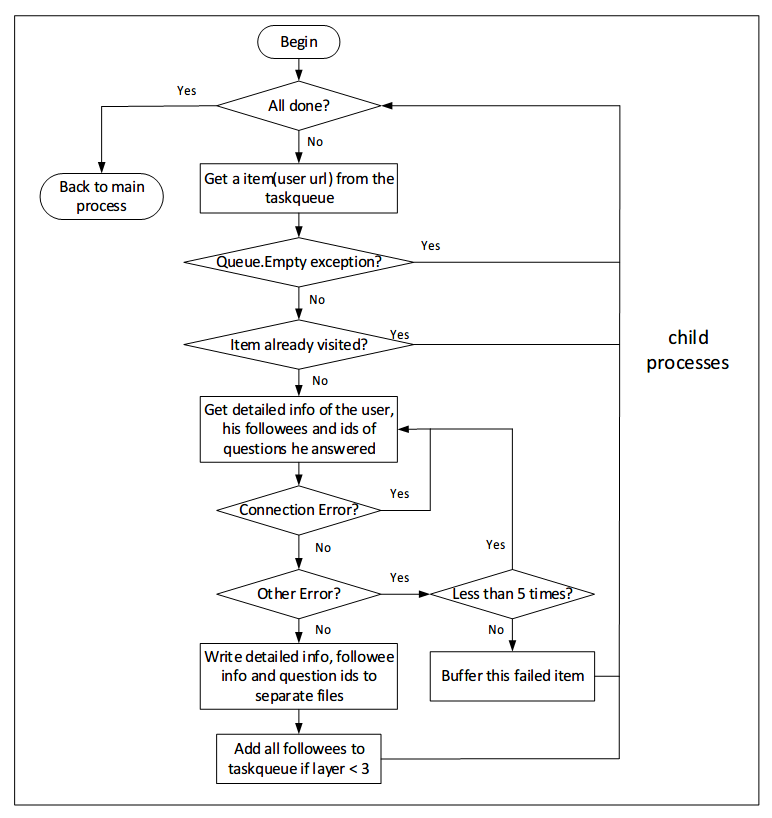 Begin
Yes
All done?
No
Back to main
process
Get a item(user url) from the
taskqueue
Yes
Queue.Empty exception?
No
Yes
Item already visited?
child
processes
No
Get detailed info of the user,
his followees and ids of
questions he answered
Yes
Connection Error?
No
Yes
Yes
Other Error?
Less than 5 times?
No
No
Write detailed info, followee
info and question ids to
separate files
Buffer this failed item
Add all followees to
taskqueue if layer < 3